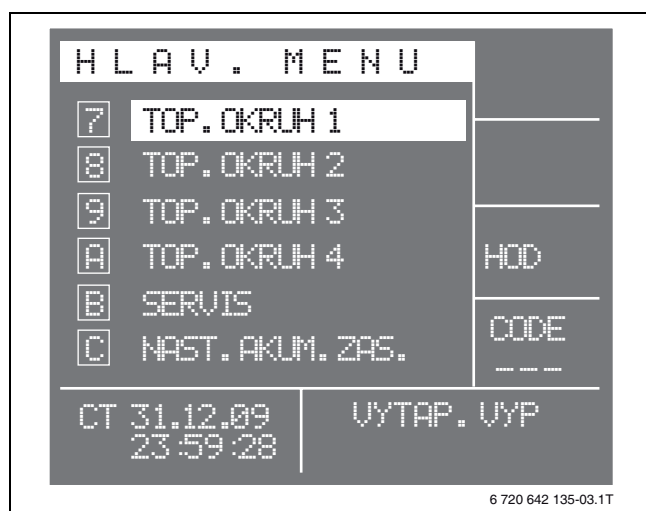 HLAV. MENU
7 TOP.OKRUH 1
8 TOP.OKRUH 2
9 TOP.OKRUH 3
A TOP.OKRUH 4
B SERVIS
C NAST.AKUM.ZAS.
HOD
CODE
---
CT 31.12.09
23:59:28
VYTAP.VYP
6 720 642 135-03.1T